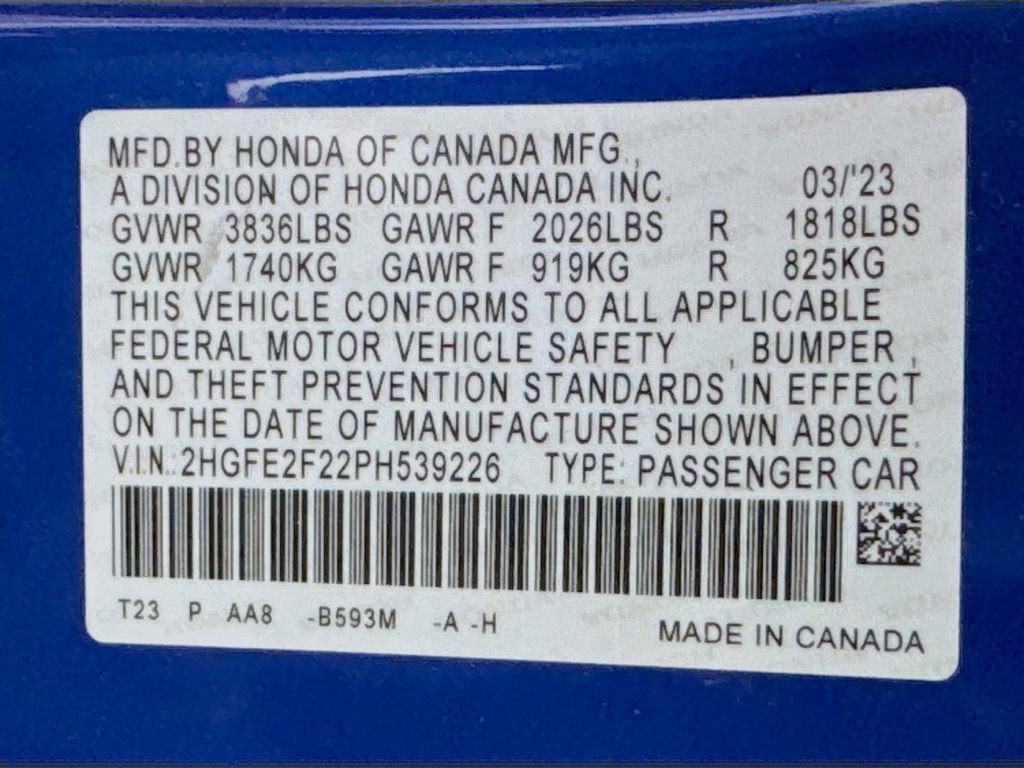 MFD.BY HONDA OF CANADA MFG.,
A DIVISION OF HONDA CANADA INC. 03/'23
GVWR 3836LBS GAWR F 2026LBS R 1818LBS
GVWR 1740KG GAWR F 919KG R 825KG
THIS VEHICLE CONFORMS TO ALL APPLICABLE
FEDERAL MOTOR VEHICLE SAFETY , BUMPER ,
AND THEFT PREVENTION STANDARDS IN EFFECT
ON THE DATE OF MANUFACTURE SHOWN ABOVE.
V.I.N.:2HGFE2F22PH539226 TYPE: PASSENGER CAR
T23 P AA8 -B593M -A -H
MADE IN CANADA